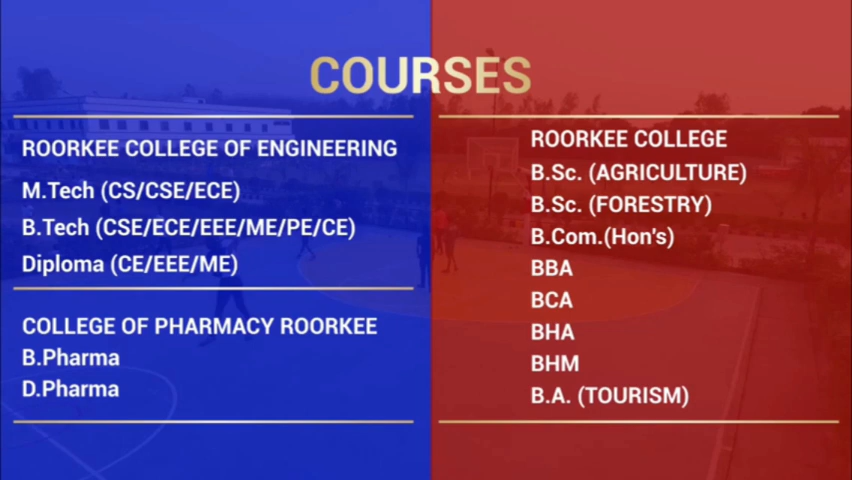 COURSES
ROORKEE COLLEGE OF ENGINEERING
M.Tech (CS/CSE/ECE)
B.Tech (CSE/ECE/EEE/ME/PE/CE)
Diploma (CE/EEE/ME)
COLLEGE OF PHARMACY ROORKEE
B.Pharma
D.Pharma
ROORKEE COLLEGE
B.Sc. (AGRICULTURE)
B.Sc. (FORESTRY)
B.Com.(Hon's)
BBA
BCA
BHA
BHM
B.A. (TOURISM)